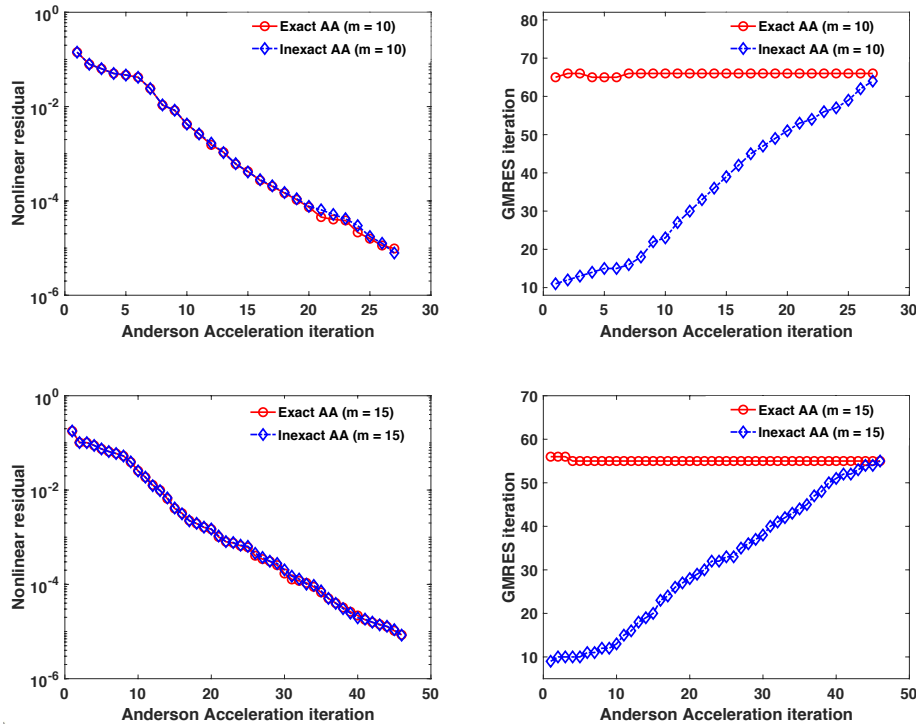 Exact AA (m = 10)
Inexact AA (m = 10)
Nonlinear residual
10^0
10^-2
10^-4
10^-6
0 5 10 15 20 25 30
Anderson Acceleration iteration
Exact AA (m = 10)
Inexact AA (m = 10)
GMRES iteration
80
70
60
50
40
30
20
10
0 5 10 15 20 25 30
Anderson Acceleration iteration
Exact AA (m = 15)
Inexact AA (m = 15)
Nonlinear residual
10^0
10^-2
10^-4
10^-6
0 10 20 30 40 50
Anderson Acceleration iteration
Exact AA (m = 15)
Inexact AA (m = 15)
GMRES iteration
70
60
50
40
30
20
10
0 10 20 30 40 50
Anderson Acceleration iteration